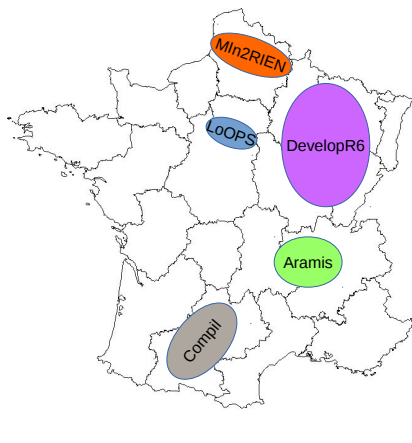 MIn2RIEN
LoOPS
DevelopR6
Aramis
Compil